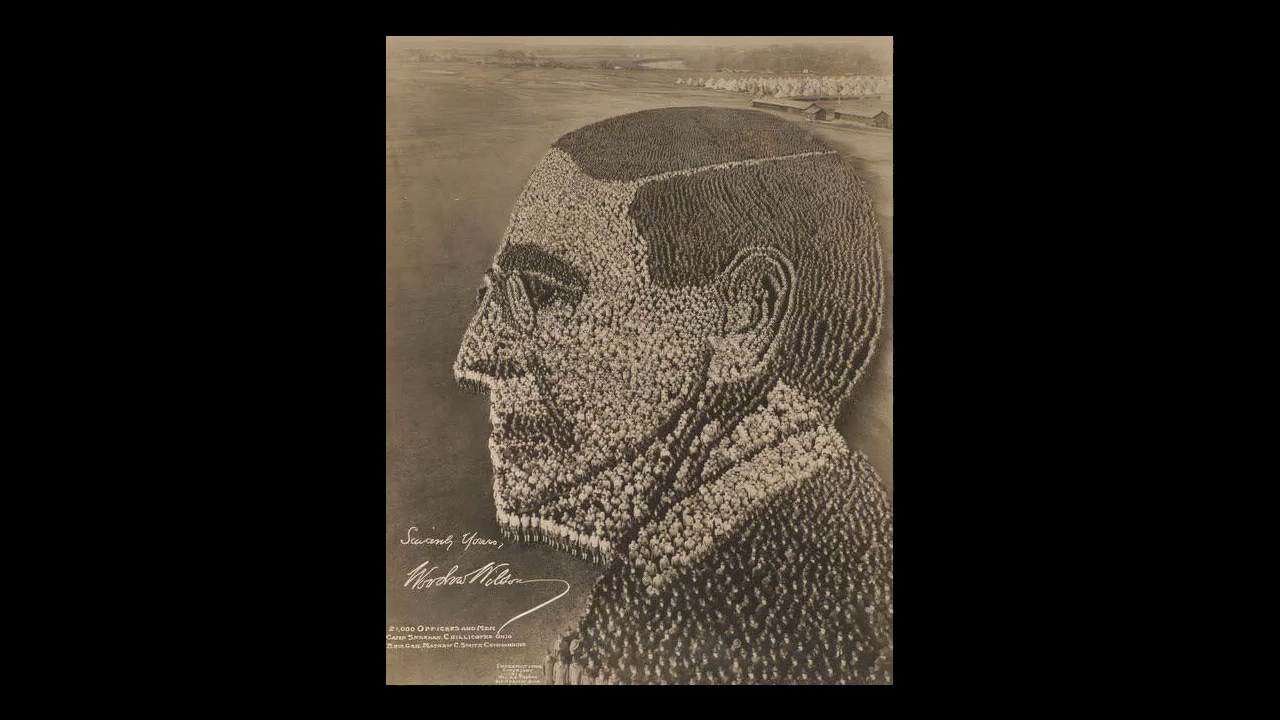 Sincerely Yours,
Woodrow Wilson
21,000 OFFICERS AND MEN
CAMP SHERMAN, CHILLICOTHE OHIO
BRIG. GEN. MATHEW C. SMITH COMMANDING